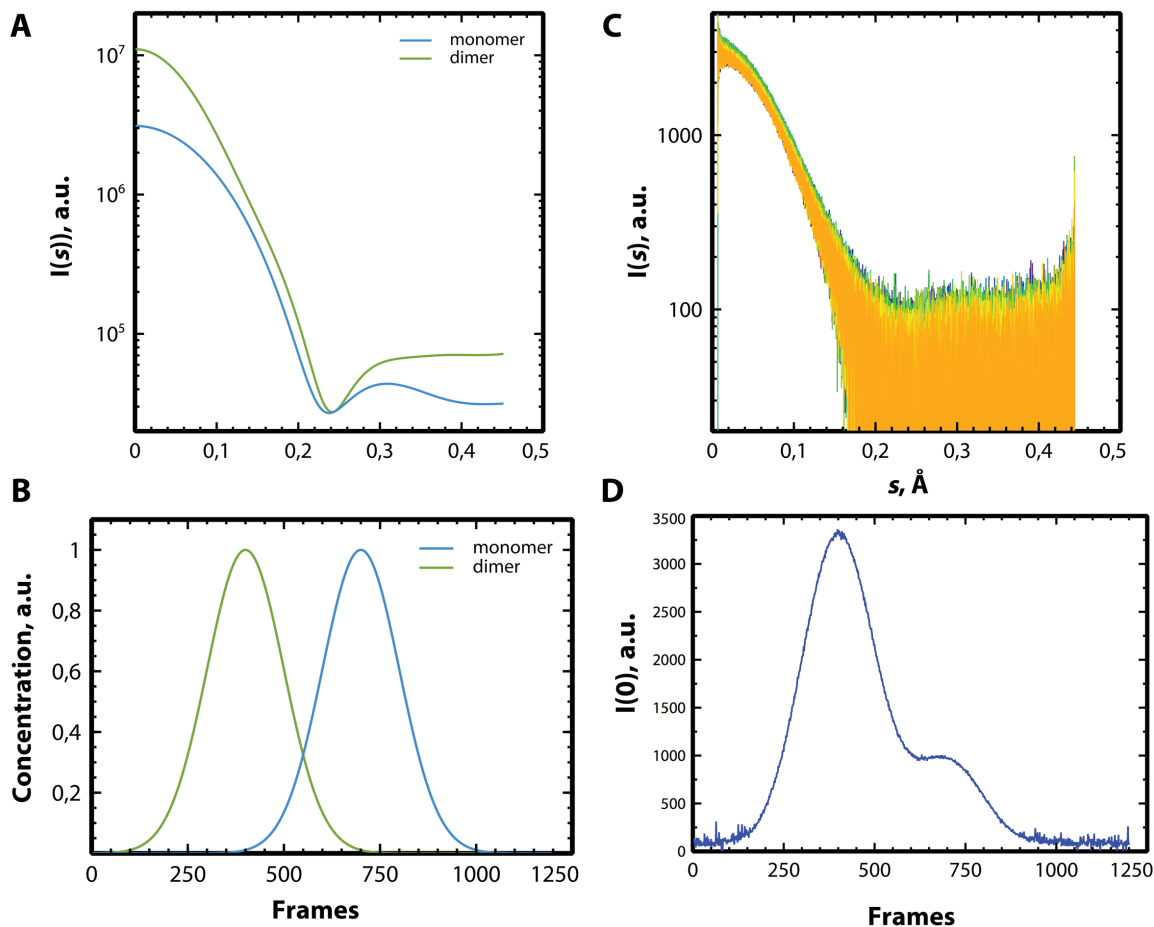 A
I(s)), a.u.
10⁷
10⁶
10⁵
0 0,1 0,2 0,3 0,4 0,5
monomer
dimer
C
I(s), a.u.
1000
100
0 0,1 0,2 0,3 0,4 0,5
s, Å
B
Concentration, a.u.
1
0,8
0,6
0,4
0,2
0 250 500 750 1000 1250
Frames
monomer
dimer
D
I(0), a.u.
3500
3000
2500
2000
1500
1000
500
0
0 250 500 750 1000 1250
Frames